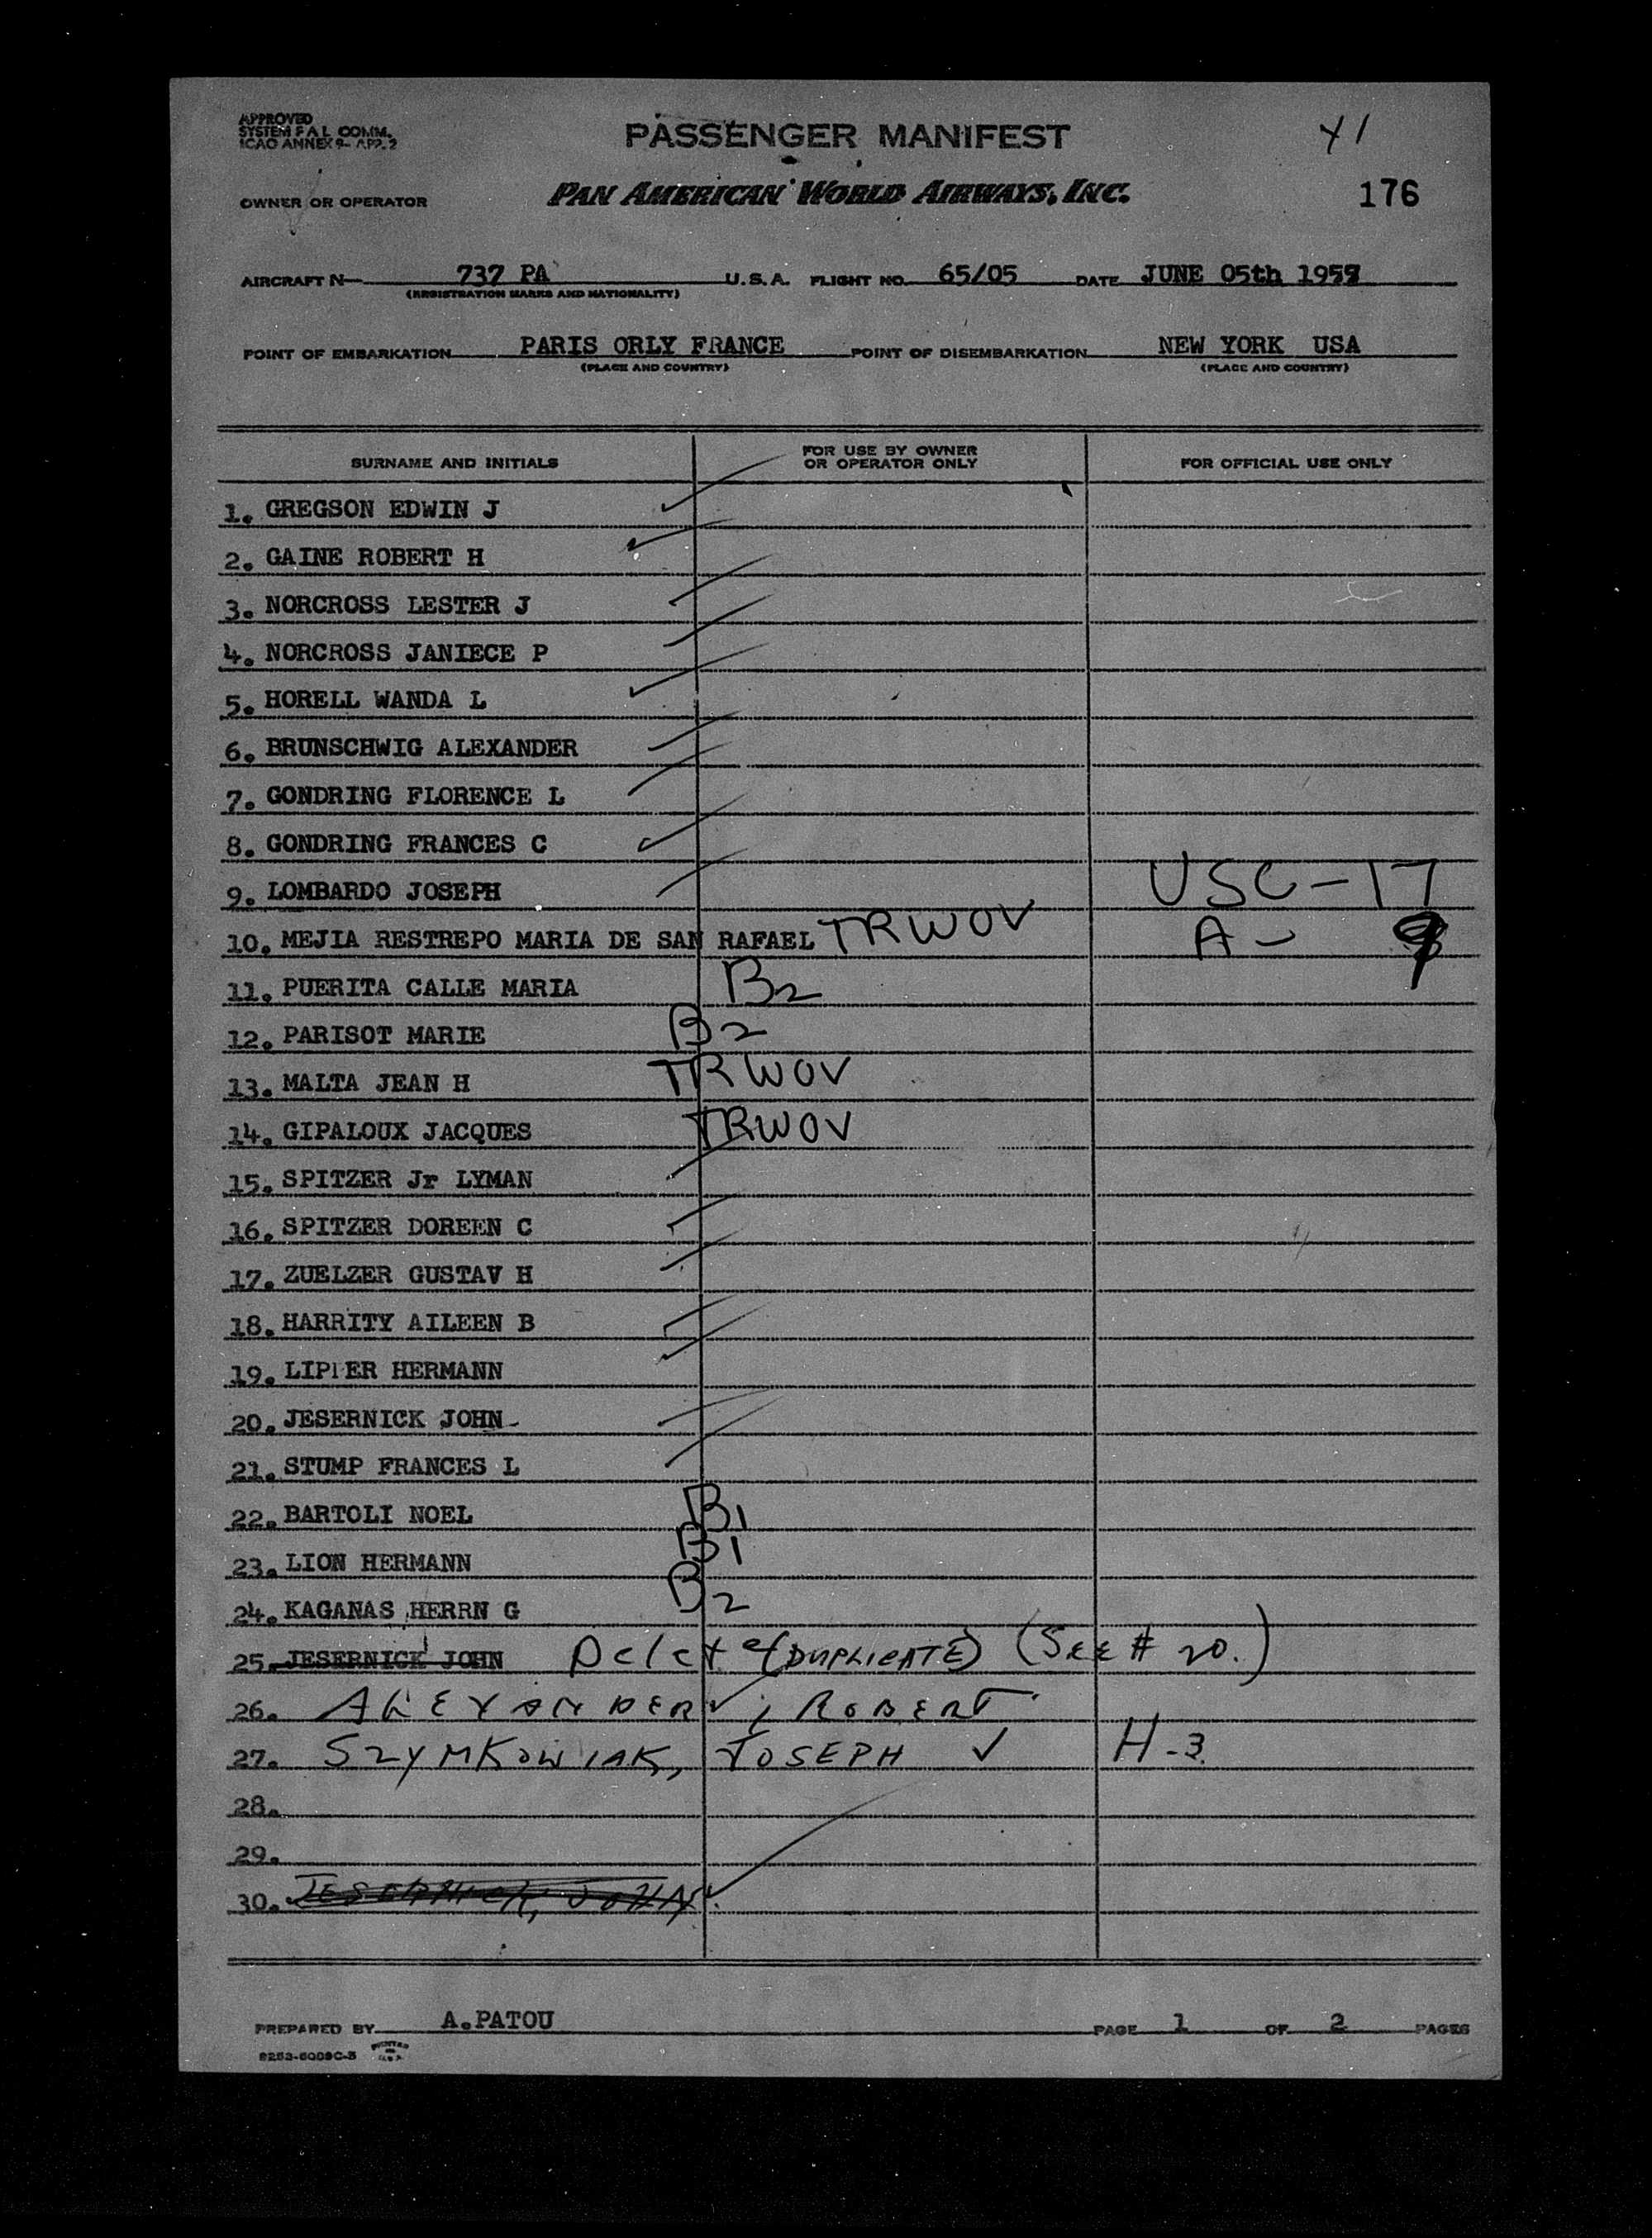 APPROVED
SYSTEM F A L COMM.
ICAO ANNEX 9- APP. 2
PASSENGER MANIFEST
OWNER OR OPERATOR
PAN AMERICAN WORLD AIRWAYS, INC.
176
AIRCRAFT N 737 PA U.S.A. FLIGHT NO. 65/05 DATE JUNE 05th 1959
(REGISTRATION MARKS AND NATIONALITY)
POINT OF EMBARKATION PARIS ORLY FRANCE POINT OF DISEMBARKATION NEW YORK USA
(PLACE AND COUNTRY) (PLACE AND COUNTRY)
SURNAME AND INITIALS FOR USE BY OWNER OR OPERATOR ONLY FOR OFFICIAL USE ONLY
1. GREGSON EDWIN J ✓
2. GAINE ROBERT H ✓
3. NORCROSS LESTER J ✓
4. NORCROSS JANIECE P ✓
5. HORELL WANDA L ✓
6. BRUNSCHWIG ALEXANDER ✓
7. GONDRING FLORENCE L ✓
8. GONDRING FRANCES C ✓
9. LOMBARDO JOSEPH ✓ USC-17
10. MEJIA RESTREPO MARIA DE SAN RAFAEL TRWOV A - 9
11. PUERITA CALLE MARIA B2
12. PARISOT MARIE B2
13. MALTA JEAN H TRWOV
14. GIPALOUX JACQUES TRWOV
15. SPITZER Jr LYMAN ✓
16. SPITZER DOREEN C ✓
17. ZUELZER GUSTAV H ✓
18. HARRITY AILEEN B ✓
19. HERMANN ✓
20. JESERNICK JOHN ✓
21. STUMP FRANCES L ✓
22. BARTOLI NOEL B1
23. LION HERMANN B1
24. KAGANAS HERRN G B2
25. JESERNICK JOHN Delete (DUPLICATE) (SEE # 20.)
26. ALEXANDER ✓, ROBERT
27. SZYMKOWIAK, JOSEPH ✓ H-3.
28.
29.
30. JESERNICK, JOHN ✓
PREPARED BY A.PATOU PAGE 1 OF 2 PAGES
PRINTED IN U.S.A.